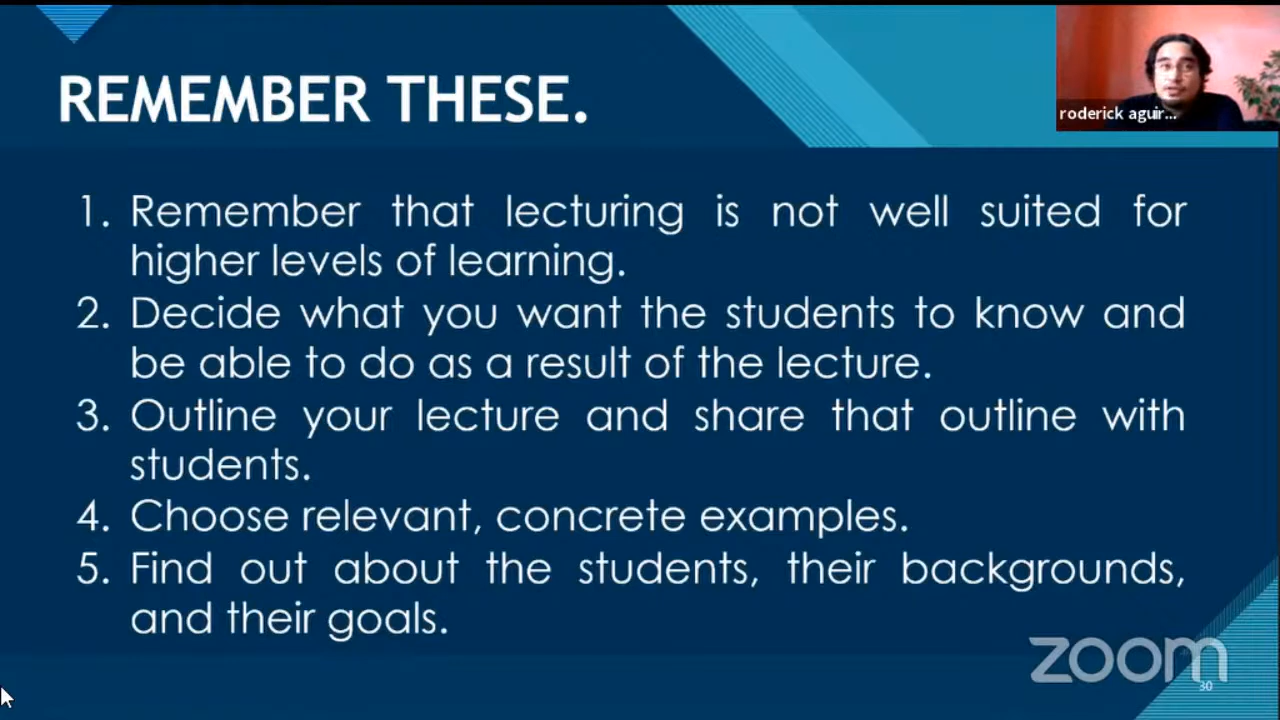 REMEMBER THESE.
roderick aguir...
1. Remember that lecturing is not well suited for
higher levels of learning.
2. Decide what you want the students to know and
be able to do as a result of the lecture.
3. Outline your lecture and share that outline with
students.
4. Choose relevant, concrete examples.
5. Find out about the students, their backgrounds,
and their goals.
zoom
30